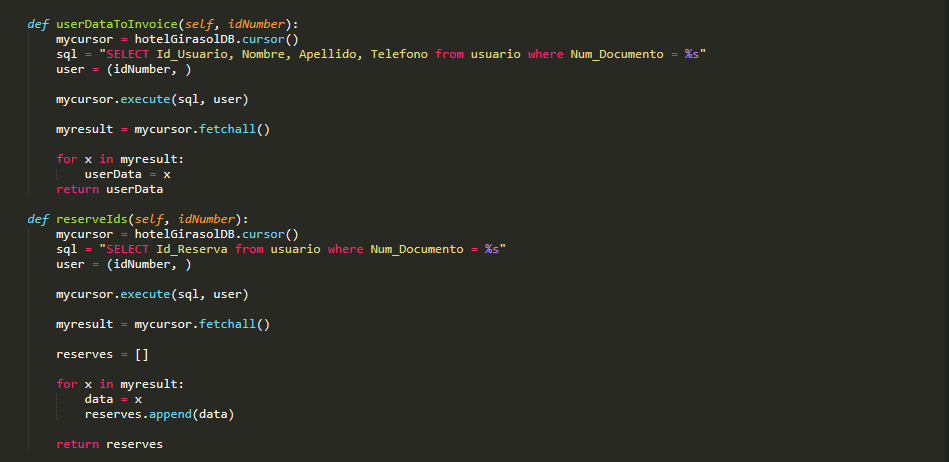 def userDataToInvoice(self, idNumber):
    mycursor = hotelGirasolDB.cursor()
    sql = "SELECT Id_Usuario, Nombre, Apellido, Telefono from usuario where Num_Documento = %s"
    user = (idNumber, )

    mycursor.execute(sql, user)

    myresult = mycursor.fetchall()

    for x in myresult:
        userData = x
    return userData

def reserveIds(self, idNumber):
    mycursor = hotelGirasolDB.cursor()
    sql = "SELECT Id_Reserva from usuario where Num_Documento = %s"
    user = (idNumber, )

    mycursor.execute(sql, user)

    myresult = mycursor.fetchall()

    reserves = []

    for x in myresult:
        data = x
        reserves.append(data)

    return reserves